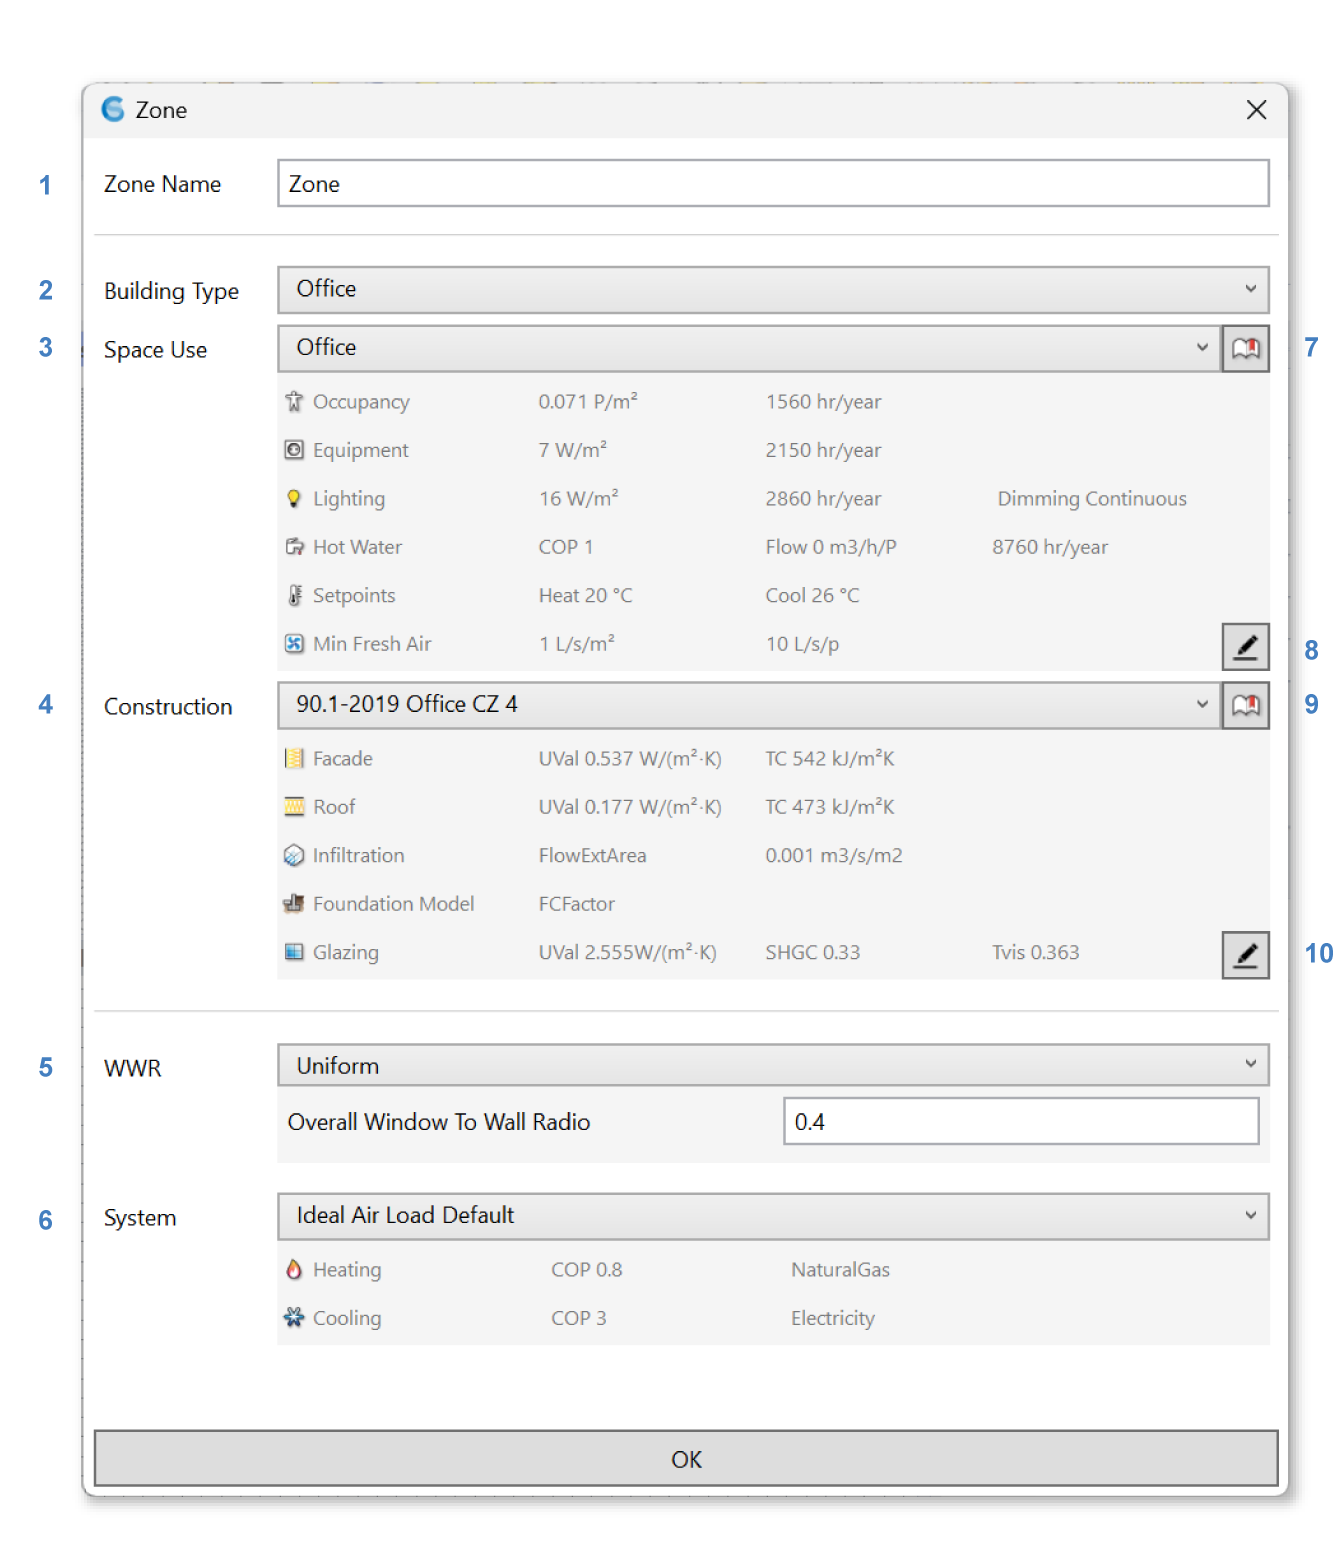 Zone
1 Zone Name Zone
2 Building Type Office
3 Space Use Office 7
Occupancy 0.071 P/m² 1560 hr/year
Equipment 7 W/m² 2150 hr/year
Lighting 16 W/m² 2860 hr/year Dimming Continuous
Hot Water COP 1 Flow 0 m3/h/P 8760 hr/year
Setpoints Heat 20 °C Cool 26 °C
Min Fresh Air 1 L/s/m² 10 L/s/p 8
4 Construction 90.1-2019 Office CZ 4 9
Facade UVal 0.537 W/(m²·K) TC 542 kJ/m²K
Roof UVal 0.177 W/(m²·K) TC 473 kJ/m²K
Infiltration FlowExtArea 0.001 m3/s/m2
Foundation Model FCFactor
Glazing UVal 2.555W/(m²·K) SHGC 0.33 Tvis 0.363 10
5 WWR Uniform
Overall Window To Wall Radio 0.4
6 System Ideal Air Load Default
Heating COP 0.8 NaturalGas
Cooling COP 3 Electricity
OK